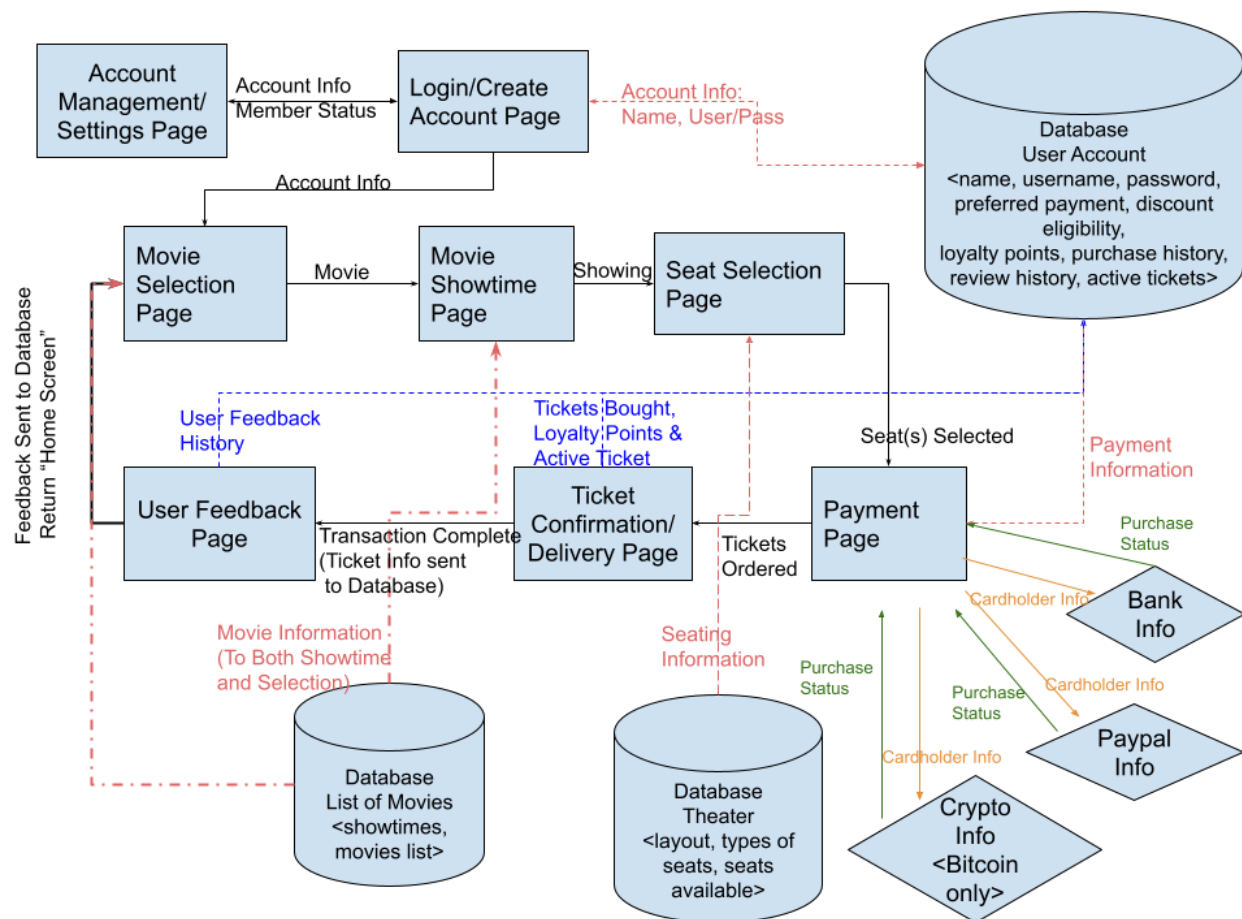 Account
Management/
Settings Page
Account Info
Member Status
Login/Create
Account Page
Account Info:
Name, User/Pass
Database
User Account
<name, username, password,
preferred payment, discount
eligibility,
loyalty points, purchase history,
review history, active tickets>
Account Info
Movie
Selection
Page
Movie
Movie
Showtime
Page
Showing
Seat Selection
Page
Feedback Sent to Database
Return “Home Screen”
User Feedback
History
Tickets Bought,
Loyalty Points &
Active Ticket
Seat(s) Selected
Payment
Information
User Feedback
Page
Transaction Complete
(Ticket Info sent
to Database)
Ticket
Confirmation/
Delivery Page
Tickets
Ordered
Payment
Page
Purchase
Status
Cardholder Info
Bank
Info
Movie Information
(To Both Showtime
and Selection)
Seating
Information
Purchase
Status
Purchase
Status
Cardholder Info
Paypal
Info
Cardholder Info
Database
List of Movies
<showtimes,
movies list>
Database
Theater
<layout, types of
seats, seats
available>
Crypto
Info
<Bitcoin
only>